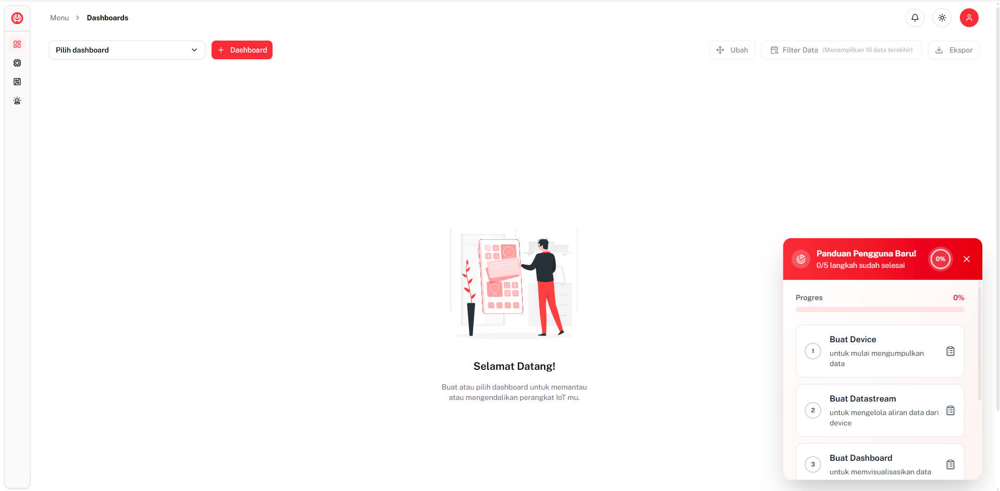 Menu > Dashboards
Pilih dashboard
+ Dashboard
Ubah
Filter Data (Menampilkan 10 data terakhir)
Ekspor
Selamat Datang!
Buat atau pilih dashboard untuk memantau
atau mengendalikan perangkat IoT mu.
Panduan Pengguna Baru!
0/5 langkah sudah selesai
0%
Progres
0%
1
Buat Device
untuk mulai mengumpulkan
data
2
Buat Datastream
untuk mengelola aliran data dari
device
3
Buat Dashboard
untuk memvisualisasikan data